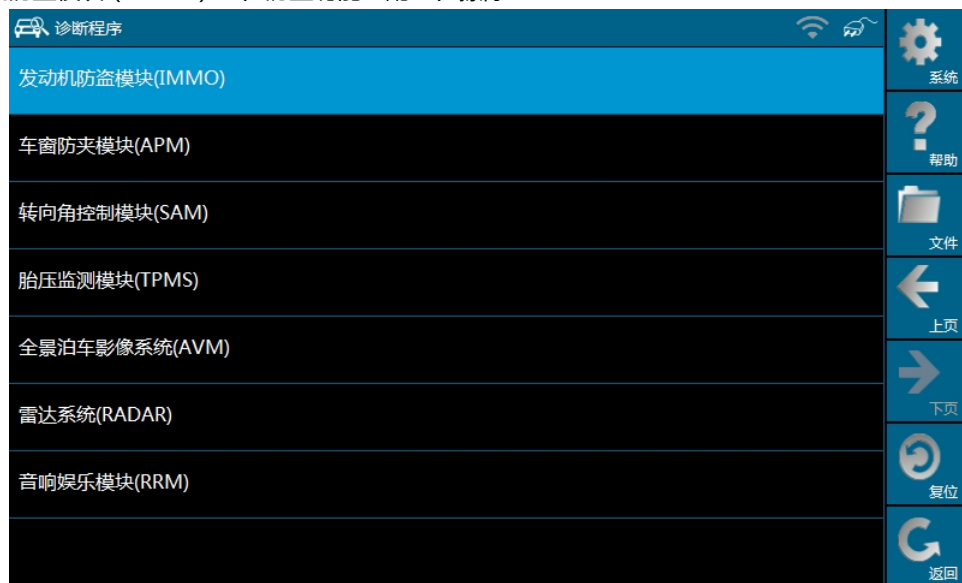 诊断程序
发动机防盗模块(IMMO)
车窗防夹模块(APM)
转向角控制模块(SAM)
胎压监测模块(TPMS)
全景泊车影像系统(AVM)
雷达系统(RADAR)
音响娱乐模块(RRM)
系统
帮助
文件
上页
下页
复位
返回